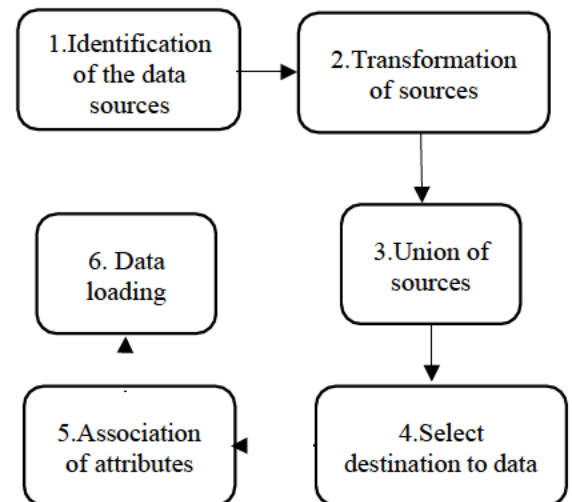 1.Identification
of the data
sources
2.Transformation
of sources
3.Union of
sources
4.Select
destination to data
5.Association
of attributes
6. Data
loading